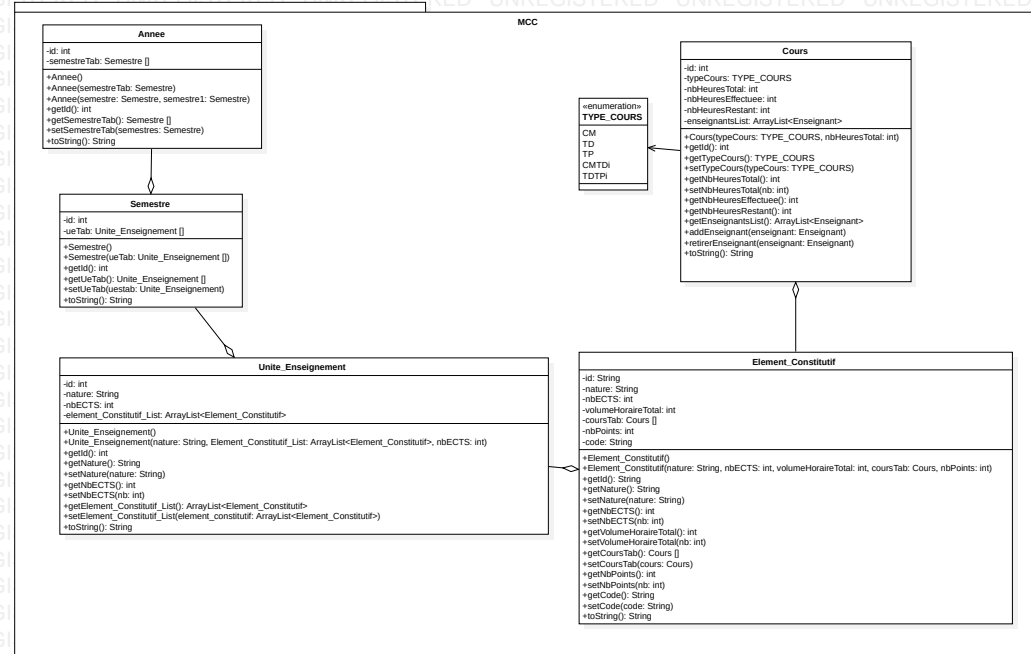 UNREGISTERED UNREGISTERED UNREGISTERED
MCC
Annee
-id: int
-semestreTab: Semestre []
+Annee()
+Annee(semestreTab: Semestre)
+Annee(semestre: Semestre, semestre1: Semestre)
+getId(): int
+getSemestreTab(): Semestre []
+setSemestreTab(semestres: Semestre)
+toString(): String
Semestre
-id: int
-ueTab: Unite_Enseignement []
+Semestre()
+Semestre(ueTab: Unite_Enseignement [])
+getId(): int
+getUeTab(): Unite_Enseignement []
+setUeTab(uestab: Unite_Enseignement)
+toString(): String
Unite_Enseignement
-id: int
-nature: String
-nbECTS: int
-element_Constitutif_List: ArrayList<Element_Constitutif>
+Unite_Enseignement()
+Unite_Enseignement(nature: String, Element_Constitutif_List: ArrayList<Element_Constitutif>, nbECTS: int)
+getId(): int
+getNature(): String
+setNature(nature: String)
+getNbECTS(): int
+setNbECTS(nb: int)
+getElement_Constitutif_List(): ArrayList<Element_Constitutif>
+setElement_Constitutif_List(element_constitutif: ArrayList<Element_Constitutif>)
+toString(): String
«enumeration»
TYPE_COURS
CM
TD
TP
CMTDi
TDTPi
Cours
-id: int
-typeCours: TYPE_COURS
-nbHeuresTotal: int
-nbHeuresEffectuee: int
-nbHeuresRestant: int
-enseignantsList: ArrayList<Enseignant>
+Cours(typeCours: TYPE_COURS, nbHeuresTotal: int)
+getId(): int
+getTypeCours(): TYPE_COURS
+setTypeCours(typeCours: TYPE_COURS)
+getNbHeuresTotal(): int
+setNbHeuresTotal(nb: int)
+getNbHeuresEffectuee(): int
+getNbHeuresRestant(): int
+getEnseignantsList(): ArrayList<Enseignant>
+addEnseignant(enseignant: Enseignant)
+retirerEnseignant(enseignant: Enseignant)
+toString(): String
Element_Constitutif
-id: String
-nature: String
-nbECTS: int
-volumeHoraireTotal: int
-coursTab: Cours []
-nbPoints: int
-code: String
+Element_Constitutif()
+Element_Constitutif(nature: String, nbECTS: int, volumeHoraireTotal: int, coursTab: Cours, nbPoints: int)
+getId(): String
+getNature(): String
+setNature(nature: String)
+getNbECTS(): int
+setNbECTS(nb: int)
+getVolumeHoraireTotal(): int
+setVolumeHoraireTotal(nb: int)
+getCoursTab(): Cours []
+setCoursTab(cours: Cours)
+getNbPoints(): int
+setNbPoints(nb: int)
+getCode(): String
+setCode(code: String)
+toString(): String